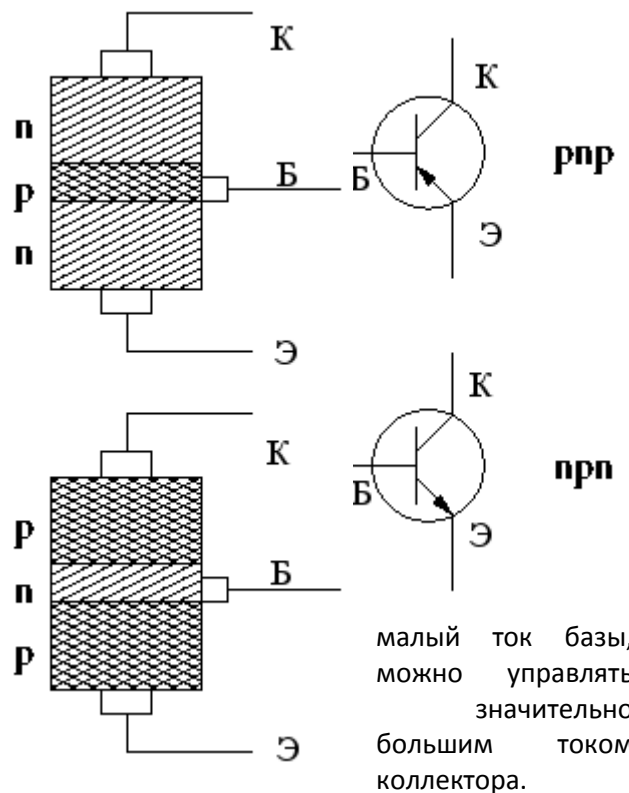 К
n
p
n
Б
Э
К
Б
Э
pnp
К
p
n
p
Б
Э
К
Б
Э
npn
малый ток базы,
можно управлять
значительно
большим током
коллектора.